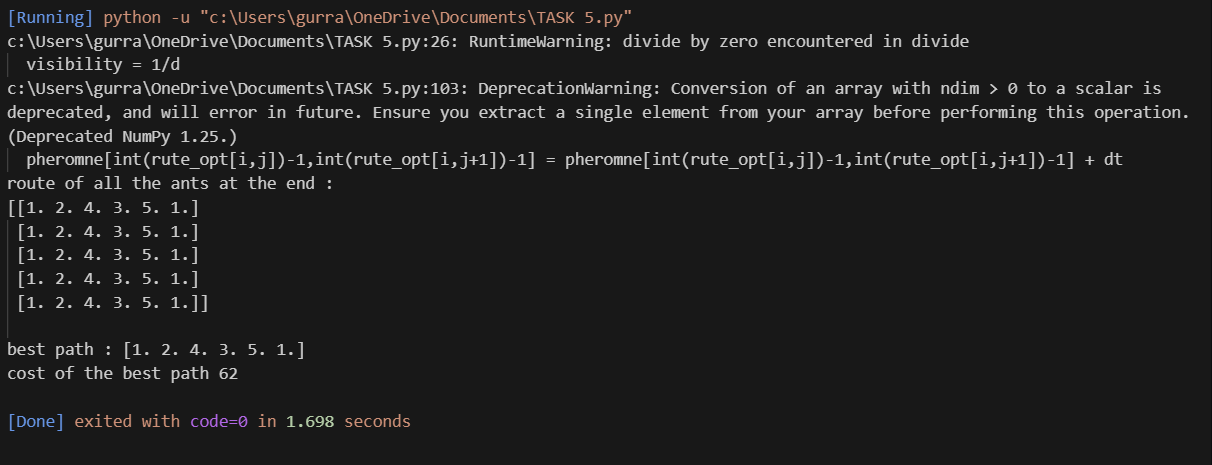 [Running] python -u "c:\Users\gurra\OneDrive\Documents\TASK 5.py"
c:\Users\gurra\OneDrive\Documents\TASK 5.py:26: RuntimeWarning: divide by zero encountered in divide
  visibility = 1/d
c:\Users\gurra\OneDrive\Documents\TASK 5.py:103: DeprecationWarning: Conversion of an array with ndim > 0 to a scalar is
deprecated, and will error in future. Ensure you extract a single element from your array before performing this operation.
(Deprecated NumPy 1.25.)
  pheromne[int(rute_opt[i,j])-1,int(rute_opt[i,j+1])-1] = pheromne[int(rute_opt[i,j])-1,int(rute_opt[i,j+1])-1] + dt
route of all the ants at the end :
[[1. 2. 4. 3. 5. 1.]
 [1. 2. 4. 3. 5. 1.]
 [1. 2. 4. 3. 5. 1.]
 [1. 2. 4. 3. 5. 1.]
 [1. 2. 4. 3. 5. 1.]]
best path : [1. 2. 4. 3. 5. 1.]
cost of the best path 62
[Done] exited with code=0 in 1.698 seconds